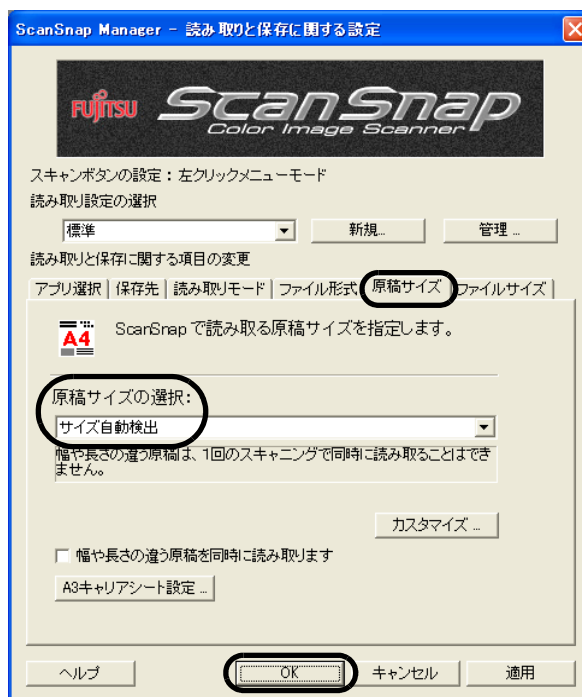 ScanSnap Manager - 読み取りと保存に関する設定
FUJITSU ScanSnap
Color Image Scanner
スキャンボタンの設定：左クリックメニューモード
読み取り設定の選択
標準 新規... 管理 ...
読み取りと保存に関する項目の変更
アプリ選択 保存先 読み取りモード ファイル形式 原稿サイズ ファイルサイズ
A4 ScanSnap で読み取る原稿サイズを指定します。
原稿サイズの選択:
サイズ自動検出
幅や長さの違う原稿は、1回のスキャニングで同時に読み取ることはでき
ません。
カスタマイズ ...
幅や長さの違う原稿を同時に読み取ります
A3キャリアシート設定 ...
ヘルプ OK キャンセル 適用